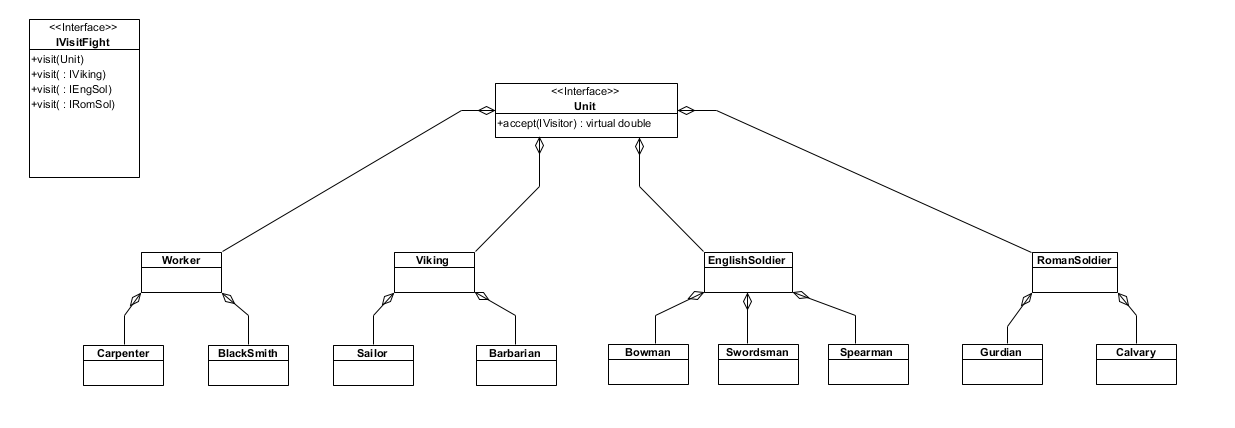 <<Interface>>
IVisitFight
+visit(Unit)
+visit( : IViking)
+visit( : IEngSol)
+visit( : IRomSol)
<<Interface>>
Unit
+accept(IVisitor) : virtual double
Worker
Viking
EnglishSoldier
RomanSoldier
Carpenter
BlackSmith
Sailor
Barbarian
Bowman
Swordsman
Spearman
Gurdian
Calvary